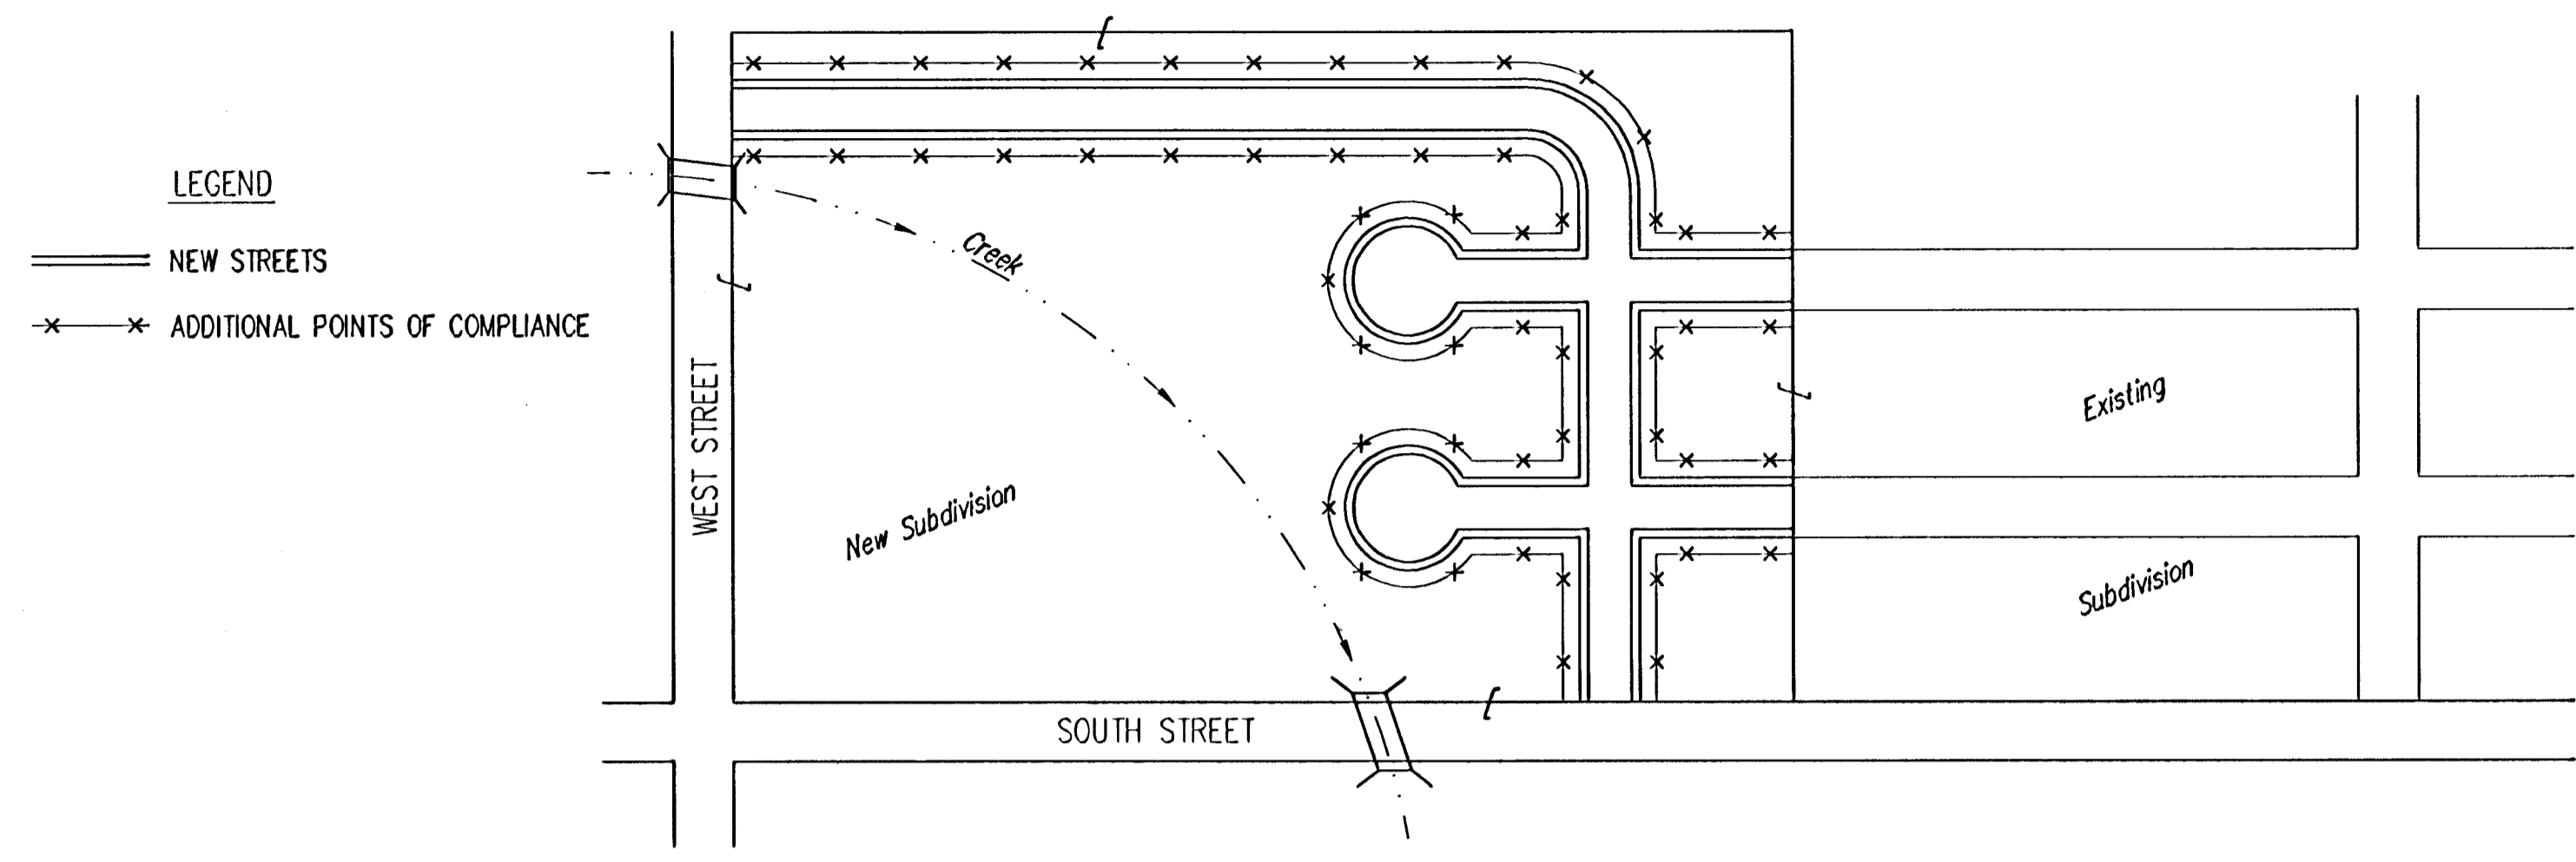 LEGEND
NEW STREETS
ADDITIONAL POINTS OF COMPLIANCE
WEST STREET
Creek
New Subdivision
SOUTH STREET
Existing
Subdivision